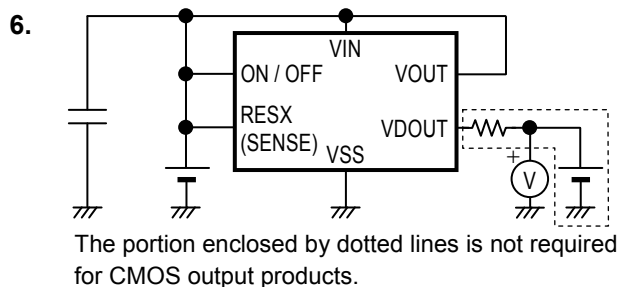 6.
VIN
ON / OFF VOUT
RESX
(SENSE) VDOUT
VSS
+
V
The portion enclosed by dotted lines is not required
for CMOS output products.